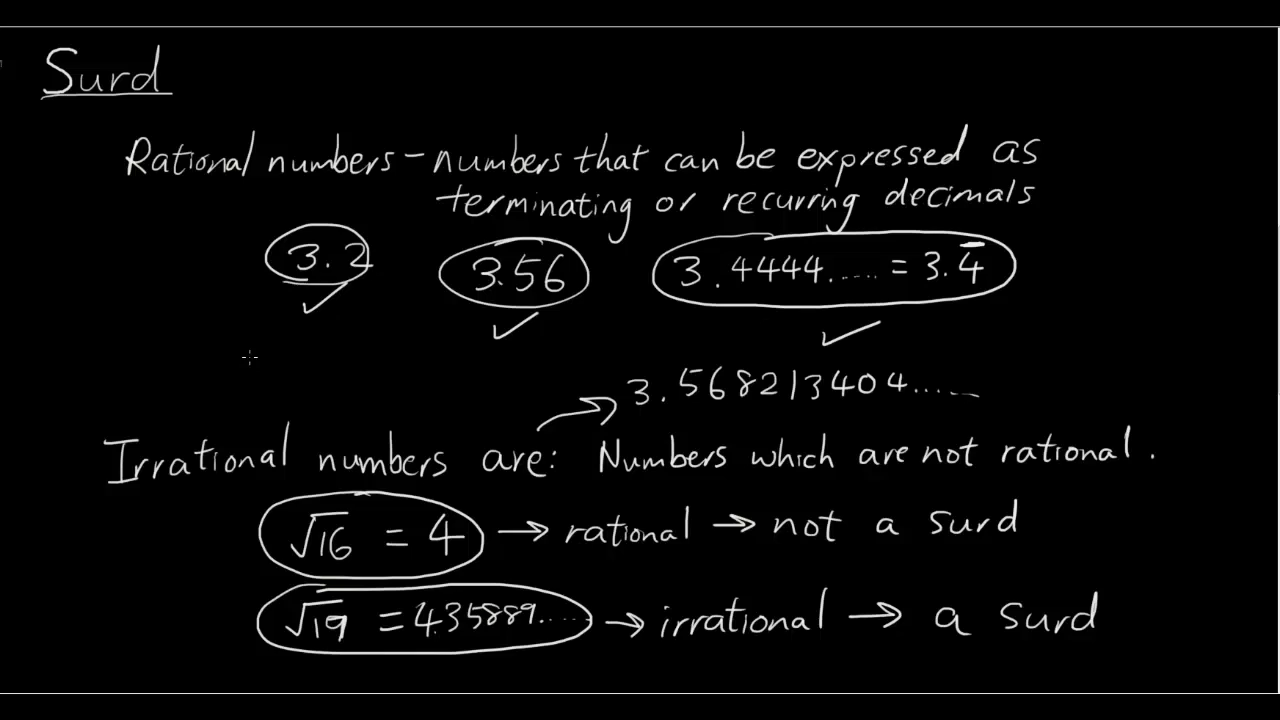 Surd
Rational numbers – numbers that can be expressed as
terminating or recurring decimals
3.2 3.56 3.4444...... = 3.4̅
3.568213404......
Irrational numbers are: Numbers which are not rational.
√16 = 4 → rational → not a surd
√19 = 4.35889...... → irrational → a surd